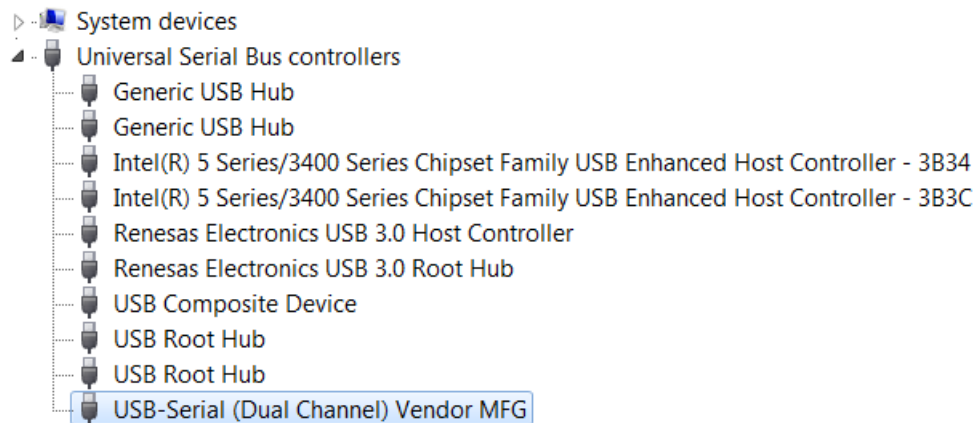 System devices
Universal Serial Bus controllers
Generic USB Hub
Generic USB Hub
Intel(R) 5 Series/3400 Series Chipset Family USB Enhanced Host Controller - 3B34
Intel(R) 5 Series/3400 Series Chipset Family USB Enhanced Host Controller - 3B3C
Renesas Electronics USB 3.0 Host Controller
Renesas Electronics USB 3.0 Root Hub
USB Composite Device
USB Root Hub
USB Root Hub
USB-Serial (Dual Channel) Vendor MFG